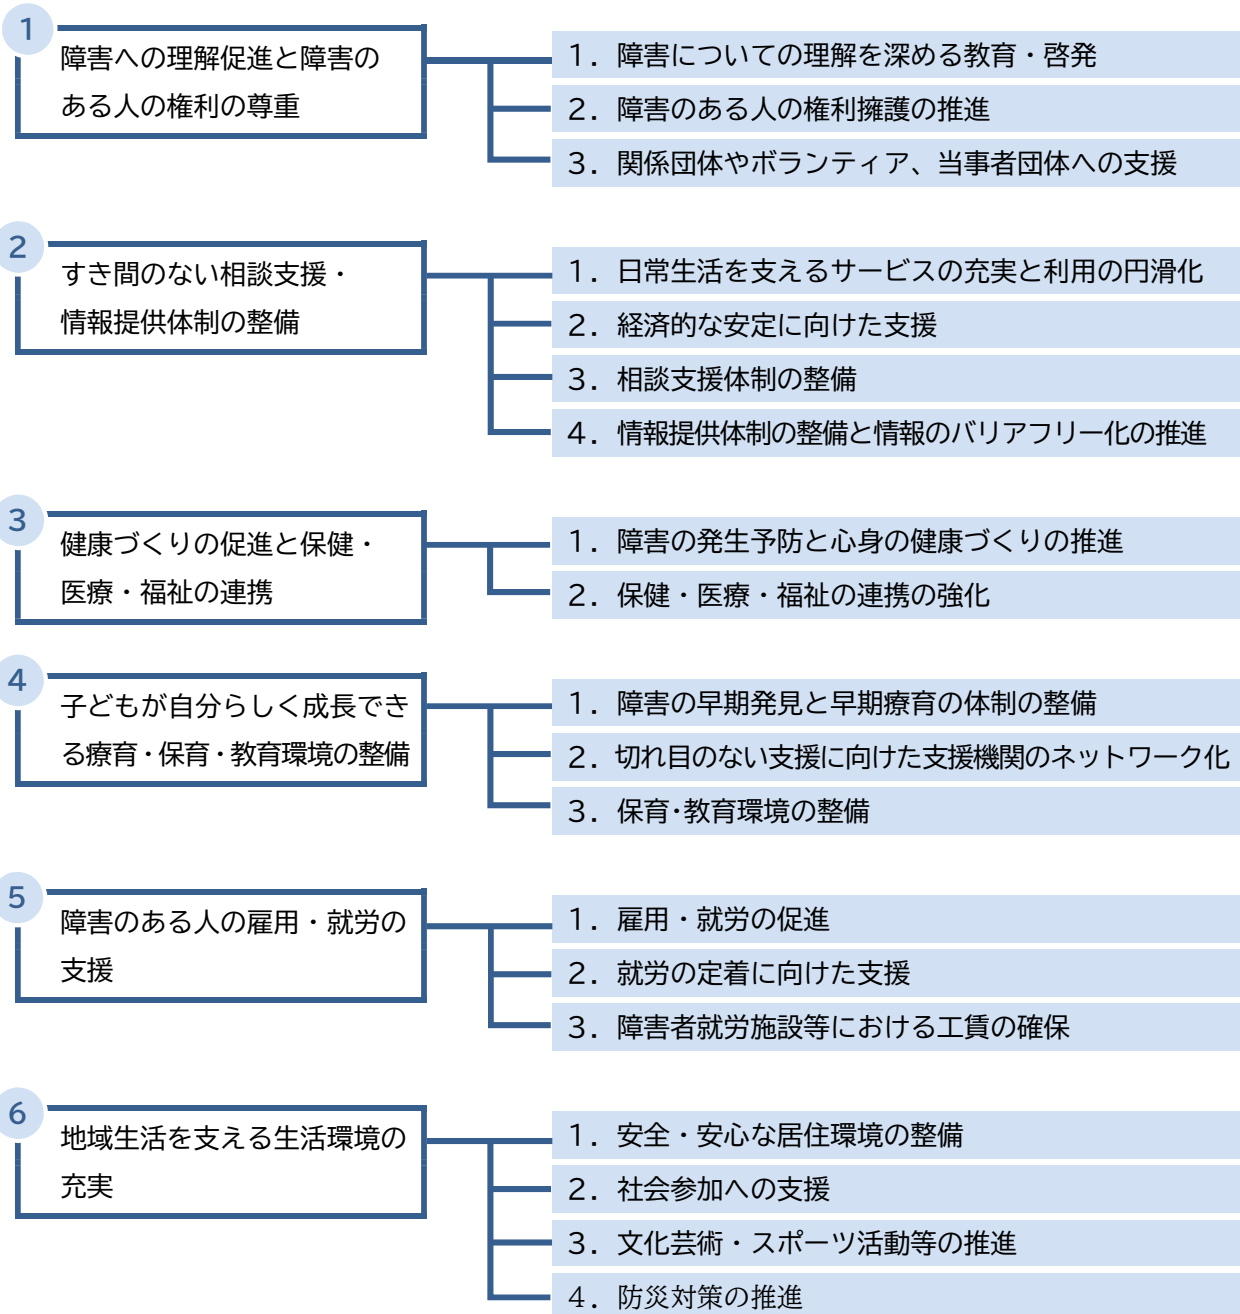 1
障害への理解促進と障害の
ある人の権利の尊重
1．障害についての理解を深める教育・啓発
2．障害のある人の権利擁護の推進
3．関係団体やボランティア、当事者団体への支援
2
すき間のない相談支援・
情報提供体制の整備
1．日常生活を支えるサービスの充実と利用の円滑化
2．経済的な安定に向けた支援
3．相談支援体制の整備
4．情報提供体制の整備と情報のバリアフリー化の推進
3
健康づくりの促進と保健・
医療・福祉の連携
1．障害の発生予防と心身の健康づくりの推進
2．保健・医療・福祉の連携の強化
4
子どもが自分らしく成長でき
る療育・保育・教育環境の整備
1．障害の早期発見と早期療育の体制の整備
2．切れ目のない支援に向けた支援機関のネットワーク化
3．保育・教育環境の整備
5
障害のある人の雇用・就労の
支援
1．雇用・就労の促進
2．就労の定着に向けた支援
3．障害者就労施設等における工賃の確保
6
地域生活を支える生活環境の
充実
1．安全・安心な居住環境の整備
2．社会参加への支援
3．文化芸術・スポーツ活動等の推進
4．防災対策の推進